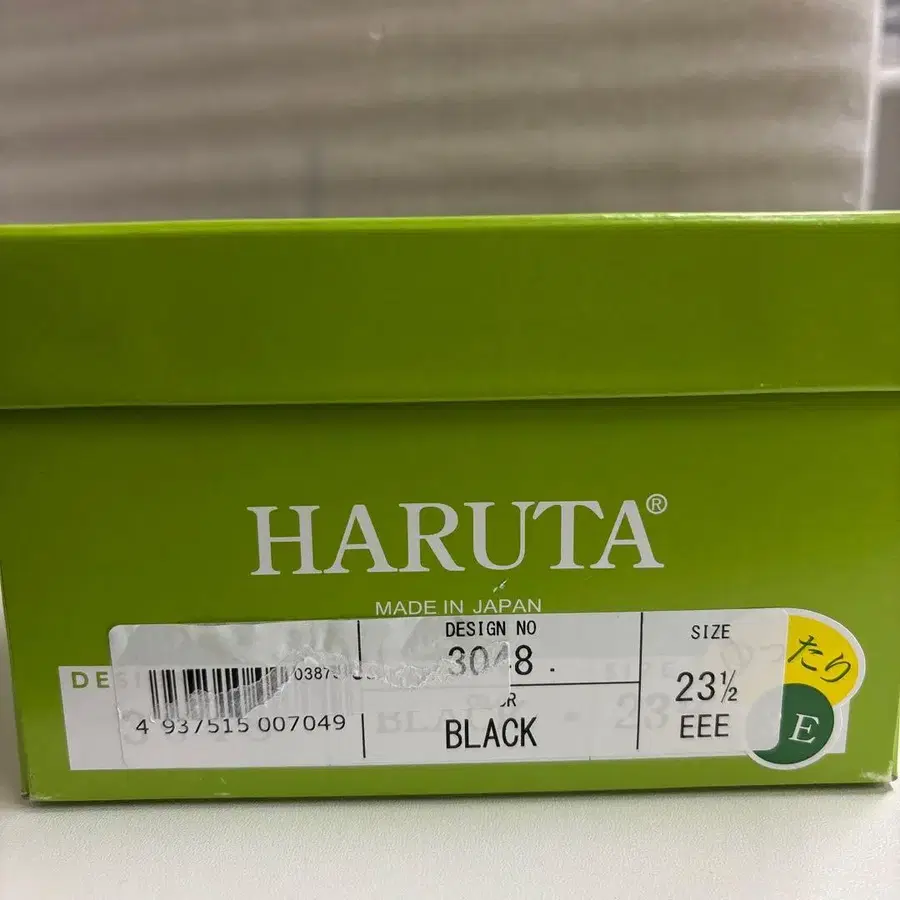 HARUTA®
MADE IN JAPAN
DESIGN NO
3048.
SIZE
23½
EEE
BLACK
4 937515 007049
たり
E